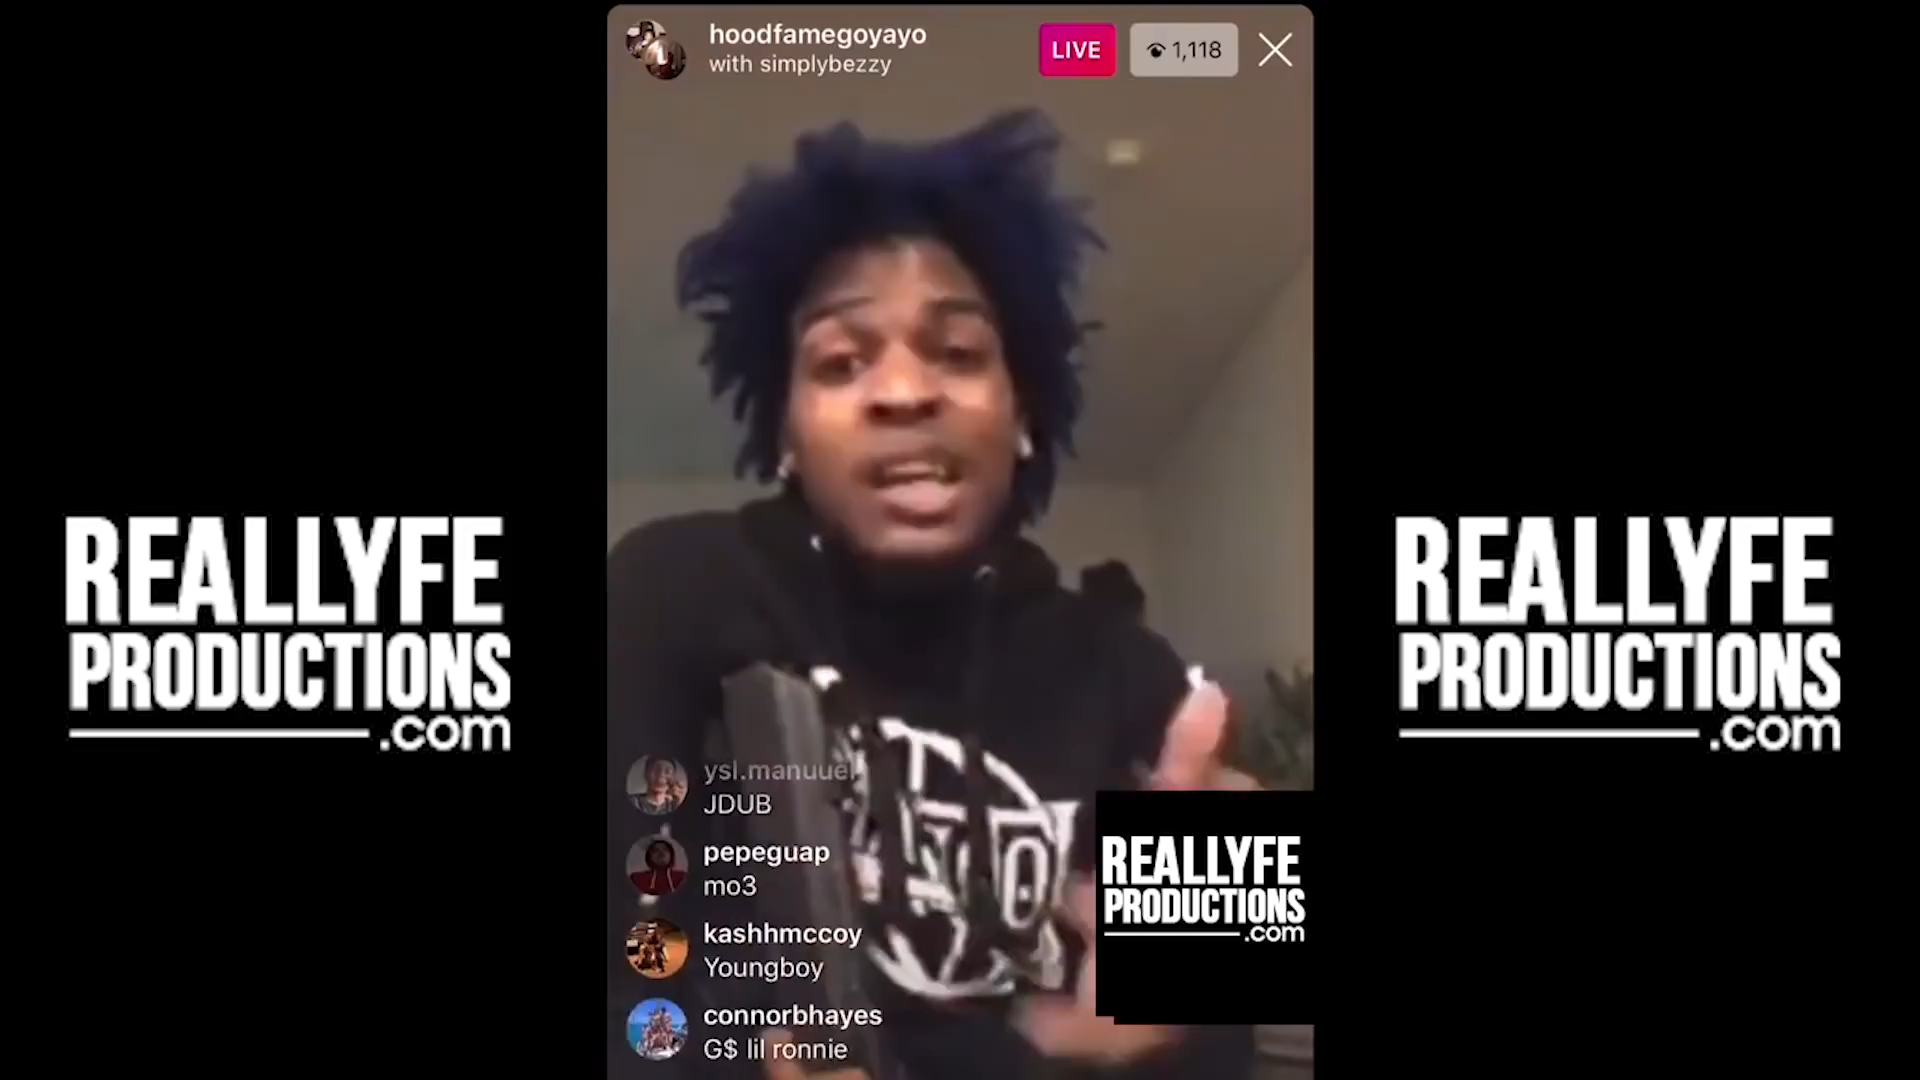 hoodfamegoyayo
with simplybezzy
LIVE
1,118
REALLYFE
PRODUCTIONS
.com
REALLYFE
PRODUCTIONS
.com
ysl.manuuel
JDUB
pepeguap
mo3
kashhmccoy
Youngboy
connorbhayes
G$ lil ronnie
REALLYFE
PRODUCTIONS
.com